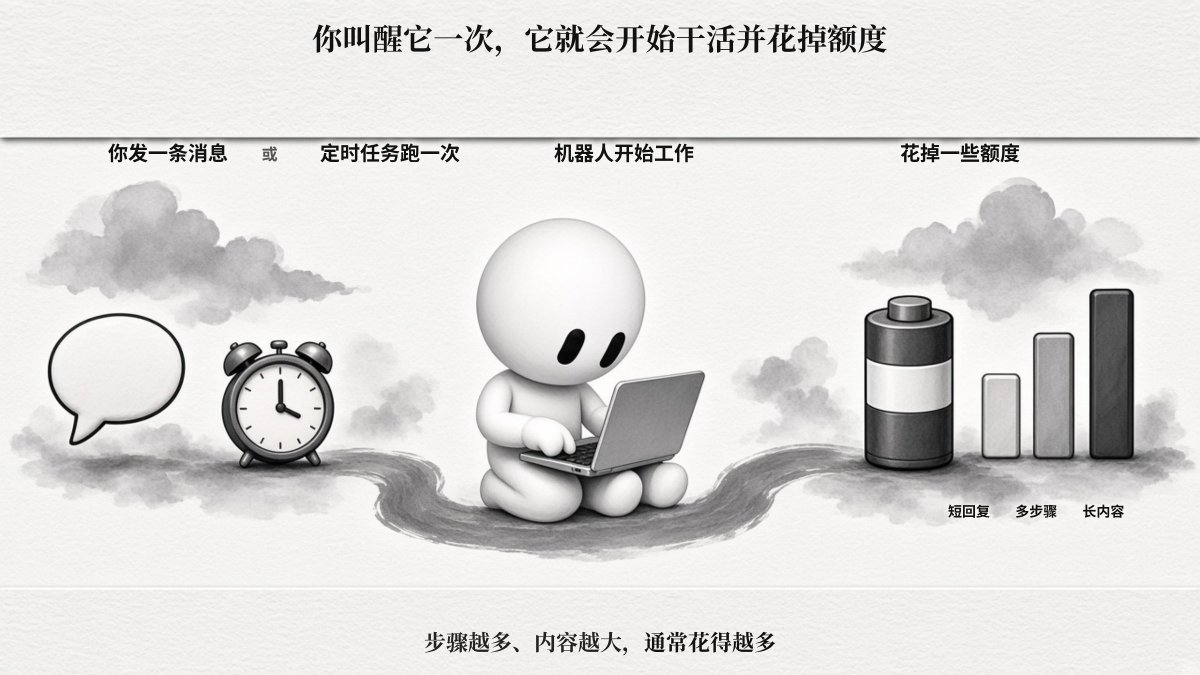 你叫醒它一次，它就会开始干活并花掉额度
你发一条消息 或 定时任务跑一次 机器人开始工作 花掉一些额度
短回复 多步骤 长内容
步骤越多、内容越大，通常花得越多